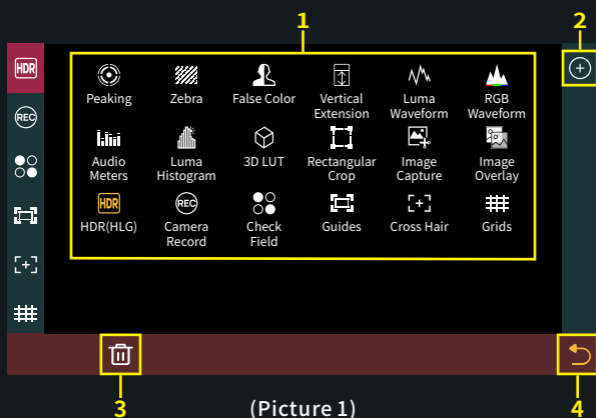 1 2
HDR
REC
Peaking Zebra False Color Vertical Extension Luma Waveform RGB Waveform
Audio Meters Luma Histogram 3D LUT Rectangular Crop Image Capture Image Overlay
HDR
REC
HDR(HLG) Camera Record Check Field Guides Cross Hair Grids
3 (Picture 1) 4